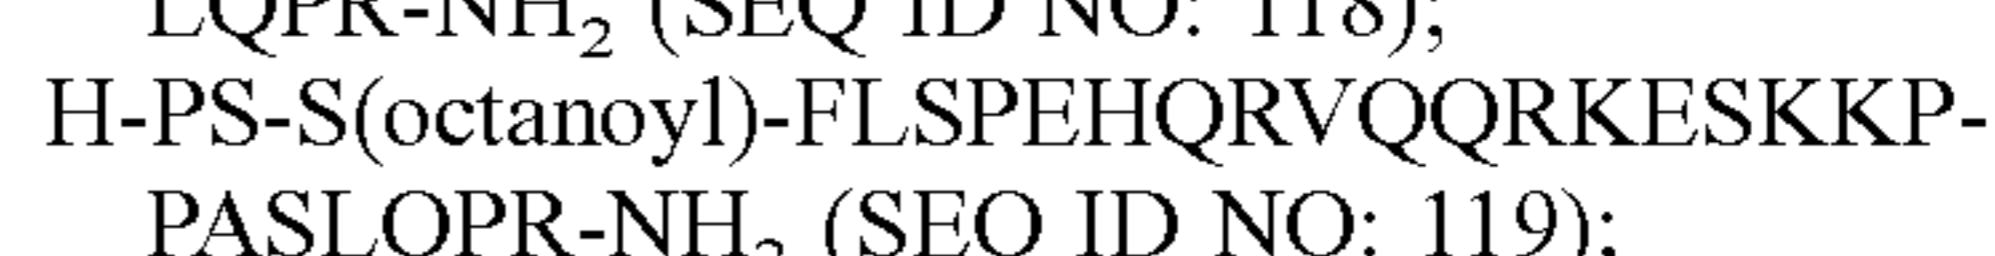 LQPR-NH₂ (SEQ ID NO: 118);
H-PS-S(octanoyl)-FLSPEHQRVQQRKESKKP-
PASLQPR-NH₂ (SEQ ID NO: 119);